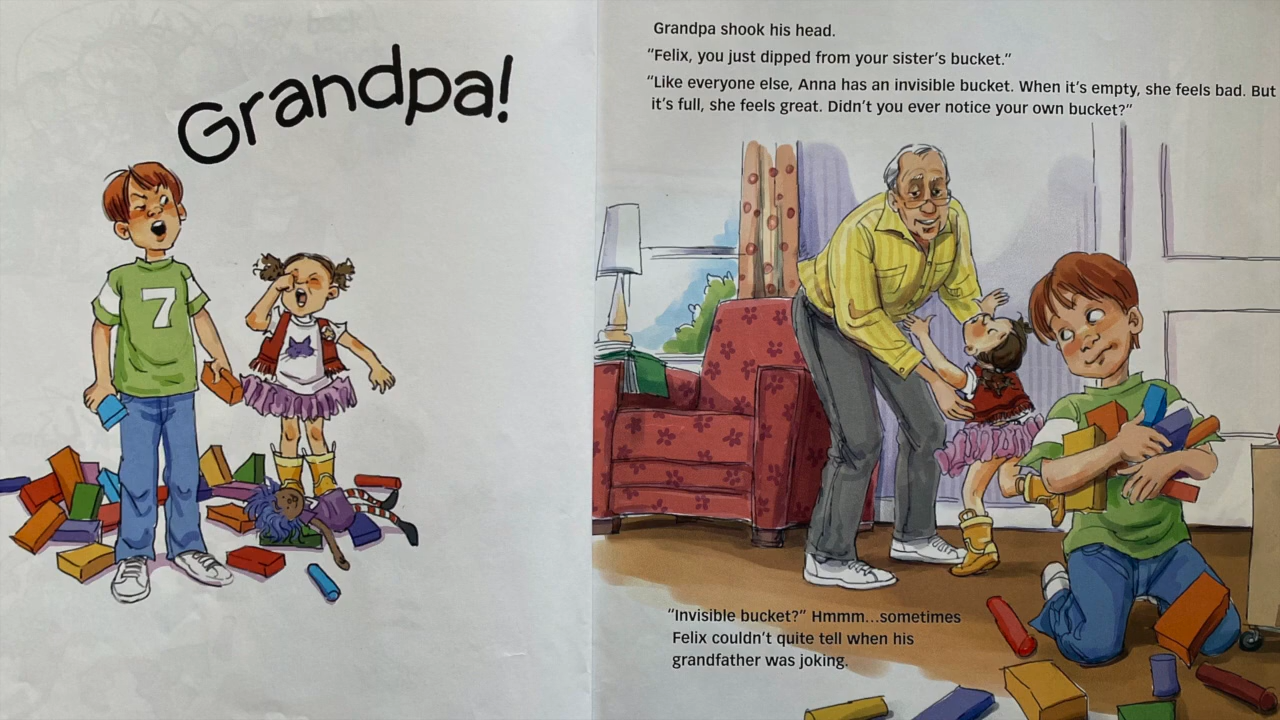 Grandpa!
Grandpa shook his head.
“Felix, you just dipped from your sister’s bucket.”
“Like everyone else, Anna has an invisible bucket. When it’s empty, she feels bad. But
it’s full, she feels great. Didn’t you ever notice your own bucket?”
7
“Invisible bucket?” Hmmm...sometimes
Felix couldn’t quite tell when his
grandfather was joking.